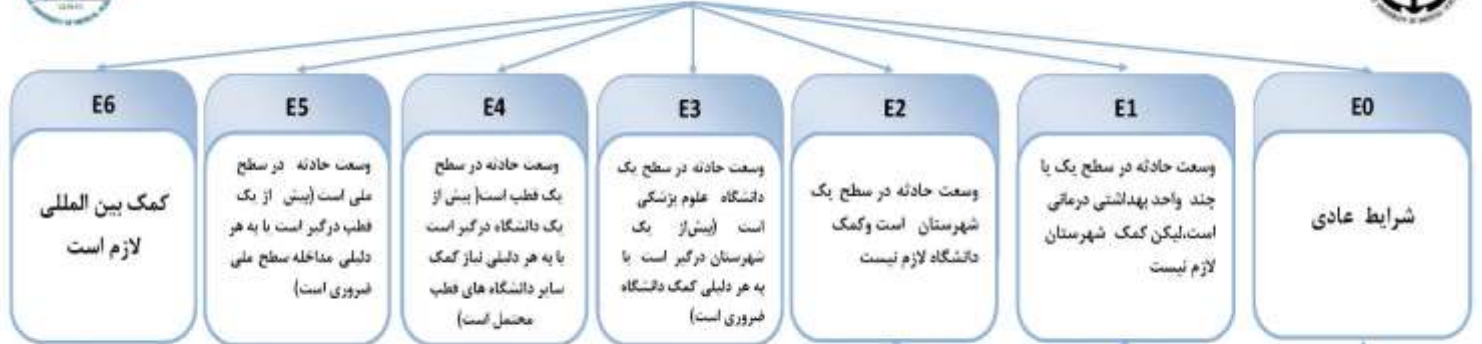 E0
شرایط عادی
E1
وسعت حادثه در سطح یک یا
چند واحد بهداشتی درمانی
است،لیکن کمک شهرستان
لازم نیست
E2
وسعت حادثه در سطح یک
شهرستان است وکمک
دانشگاه لازم نیست
E3
وسعت حادثه در سطح یک
دانشگاه علوم پزشکی
است (بیش از یک
شهرستان درگیر است یا
به هر دلیلی کمک دانشگاه
ضروری است)
E4
وسعت حادثه در سطح
یک قطب است( بیش از
یک دانشگاه درگیر است
یا به هر دلیلی نیاز کمک
سایر دانشگاه های قطب
محتمل است)
E5
وسعت حادثه در سطح
ملی است (بیش از یک
قطب درگیر است یا به هر
دلیلی مداخله سطح ملی
ضروری است)
E6
کمک بین المللی
لازم است